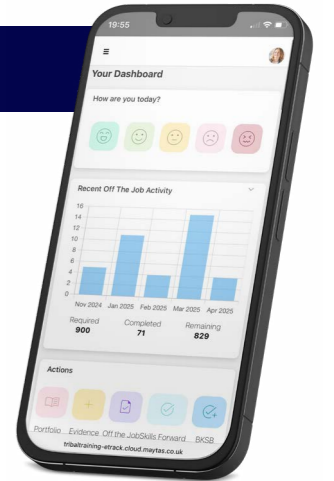 19:55
Your Dashboard
How are you today?
Recent Off The Job Activity
16
14
12
10
8
6
4
2
0
Nov 2024 Jan 2025 Feb 2025 Mar 2025 Apr 2025
Required Completed Remaining
900 71 829
Actions
Portfolio Evidence Off the Job Skills Forward BKSB
tribaltraining-etrack.cloud.maytas.co.uk